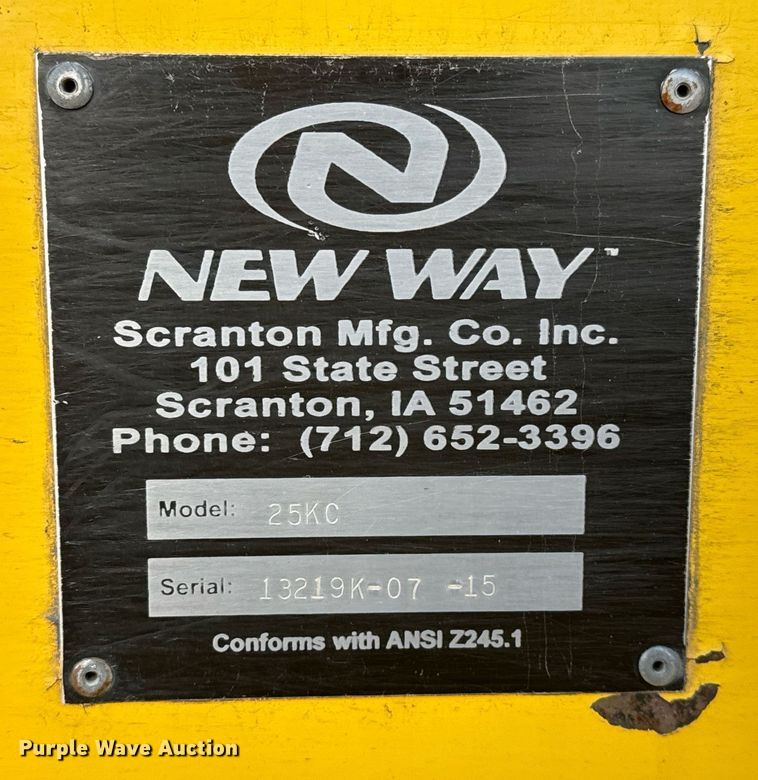 N
NEW WAY™
Scranton Mfg. Co. Inc.
101 State Street
Scranton, IA 51462
Phone: (712) 652-3396
Model: 25KC
Serial: 13219K-07 -15
Conforms with ANSI Z245.1
Purple Wave Auction